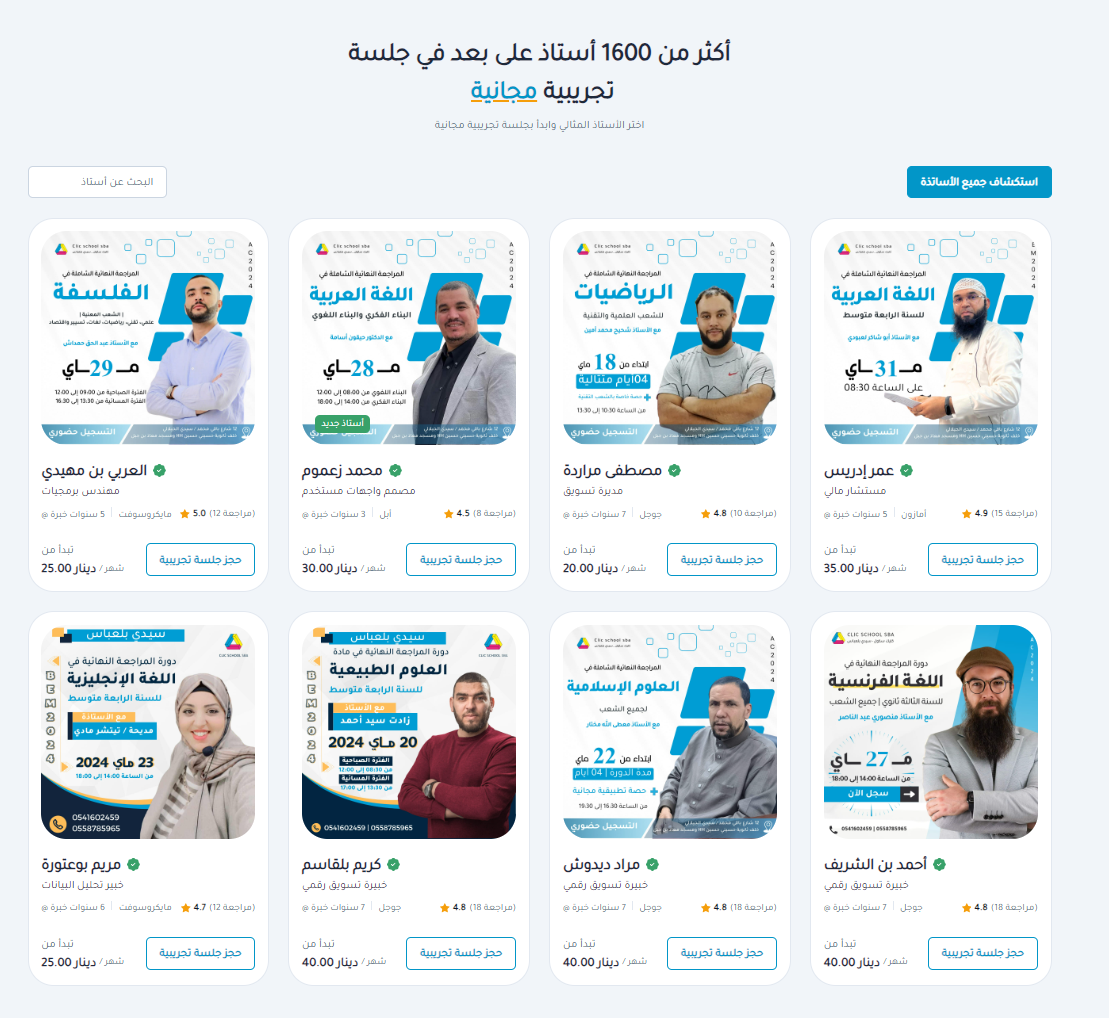 أكثر من 1600 أستاذ على بعد في جلسة
تجريبية مجانية
اختر الأستاذ المثالي وابدأ بجلسة تجريبية مجانية
استكشاف جميع الأساتذة
البحث عن أستاذ
Clic school sba
EM2024
المراجعة النهائية الشاملة في
اللغة العربية
للسنة الرابعة متوسط
مع الأستاذ أبو شاكر لعبودي
مــ 31 ــاي
على الساعة 08:30
التسجيل حضوري
عمر إدريس
مستشار مالي
(15 مراجعة) 4.9
أمازون
5 سنوات خبرة @
حجز جلسة تجريبية
تبدأ من
35.00 دينار / شهر
Clic school sba
AC2024
المراجعة النهائية الشاملة في
الرياضيات
للشعب العلمية والتقنية
مع الأستاذ شحيح محمد أمين
ابتداء من 18 ماي
04 أيام متتالية
حصة خاصة بالشعب التقنية
من الساعة 10:30 إلى 13:30
التسجيل حضوري
مصطفى مراردة
مديرة تسويق
(10 مراجعة) 4.8
جوجل
7 سنوات خبرة @
حجز جلسة تجريبية
تبدأ من
20.00 دينار / شهر
Clic school sba
AC2024
المراجعة النهائية الشاملة في
اللغة العربية
البناء الفكري والبناء اللغوي
مع الدكتور حيفون أسامة
مــ 28 ــاي
البناء اللغوي من 08:00 إلى 12:00
البناء الفكري من 14:00 إلى 18:00
أستاذ جديد
محمد زعموم
مصمم واجهات مستخدم
(8 مراجعة) 4.5
أبل
3 سنوات خبرة @
حجز جلسة تجريبية
تبدأ من
30.00 دينار / شهر
Clic school sba
AC2024
المراجعة النهائية الشاملة في
الفلسفة
| الشعب المعنية |
علمي، تقني، رياضيات، لغات، تسيير واقتصاد
مع الأستاذ عبد الحق حمداش
مــ 29 ــاي
الفترة الصباحية من 09:00 إلى 12:00
الفترة المسائية من 13:30 إلى 16:30
التسجيل حضوري
العربي بن مهيدي
مهندس برمجيات
(12 مراجعة) 5.0
مايكروسوفت
5 سنوات خبرة @
حجز جلسة تجريبية
تبدأ من
25.00 دينار / شهر
CLIC SCHOOL SBA
AC2024
دورة المراجعة النهائية في
اللغة الفرنسية
للسنة الثالثة ثانوي | جميع الشعب
مع الأستاذ منصوري عبد الناصر
مــ 27 ــاي
من الساعة 14:00 إلى 18:00
سجل الآن
0541602459 | 0558785965
أحمد بن الشريف
خبيرة تسويق رقمي
(18 مراجعة) 4.8
جوجل
7 سنوات خبرة @
حجز جلسة تجريبية
تبدأ من
40.00 دينار / شهر
Clic school sba
AC2024
المراجعة النهائية الشاملة في
العلوم الإسلامية
لجميع الشعب
مع الأستاذ معطى الله مختار
ابتداء من 22 ماي
مدة الدورة | 04 أيام
حصة تطبيقية مجانية
من الساعة 16:30 إلى 19:30
التسجيل حضوري
مراد ديدوش
خبيرة تسويق رقمي
(18 مراجعة) 4.8
جوجل
7 سنوات خبرة @
حجز جلسة تجريبية
تبدأ من
40.00 دينار / شهر
سيدي بلعباس
CLIC SCHOOL SBA
دورة المراجعة النهائية في مادة
العلوم الطبيعية
للسنة الرابعة متوسط
BEM2024
مع الأستاذ
زادت سيد أحمد
20 ماي 2024
الفترة الصباحية
من 08:30 إلى 12:00
الفترة المسائية
من 13:30 إلى 17:00
0541602459 | 0558785965
كريم بلقاسم
خبيرة تسويق رقمي
(18 مراجعة) 4.8
جوجل
7 سنوات خبرة @
حجز جلسة تجريبية
تبدأ من
40.00 دينار / شهر
سيدي بلعباس
CLIC SCHOOL SBA
دورة المراجعة النهائية في
اللغة الإنجليزية
للسنة الرابعة متوسط
BEM2024
مع الأستاذة
مديحة / تيتشر مادي
23 ماي 2024
من الساعة 14:00 إلى 18:00
0541602459
0558785965
مريم بوعتورة
خبير تحليل البيانات
(12 مراجعة) 4.7
مايكروسوفت
6 سنوات خبرة @
حجز جلسة تجريبية
تبدأ من
25.00 دينار / شهر